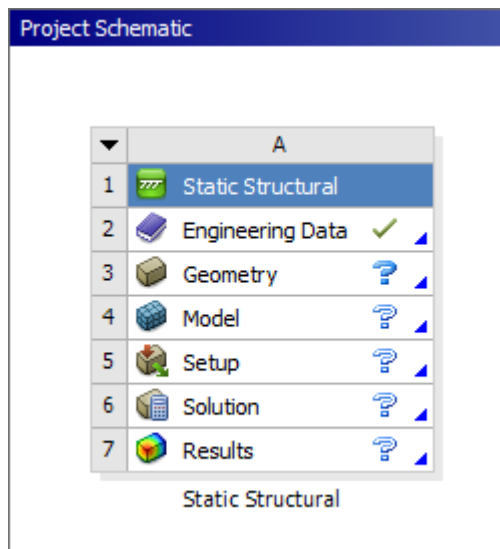 Project Schematic
A
1 Static Structural
2 Engineering Data
3 Geometry
4 Model
5 Setup
6 Solution
7 Results
Static Structural